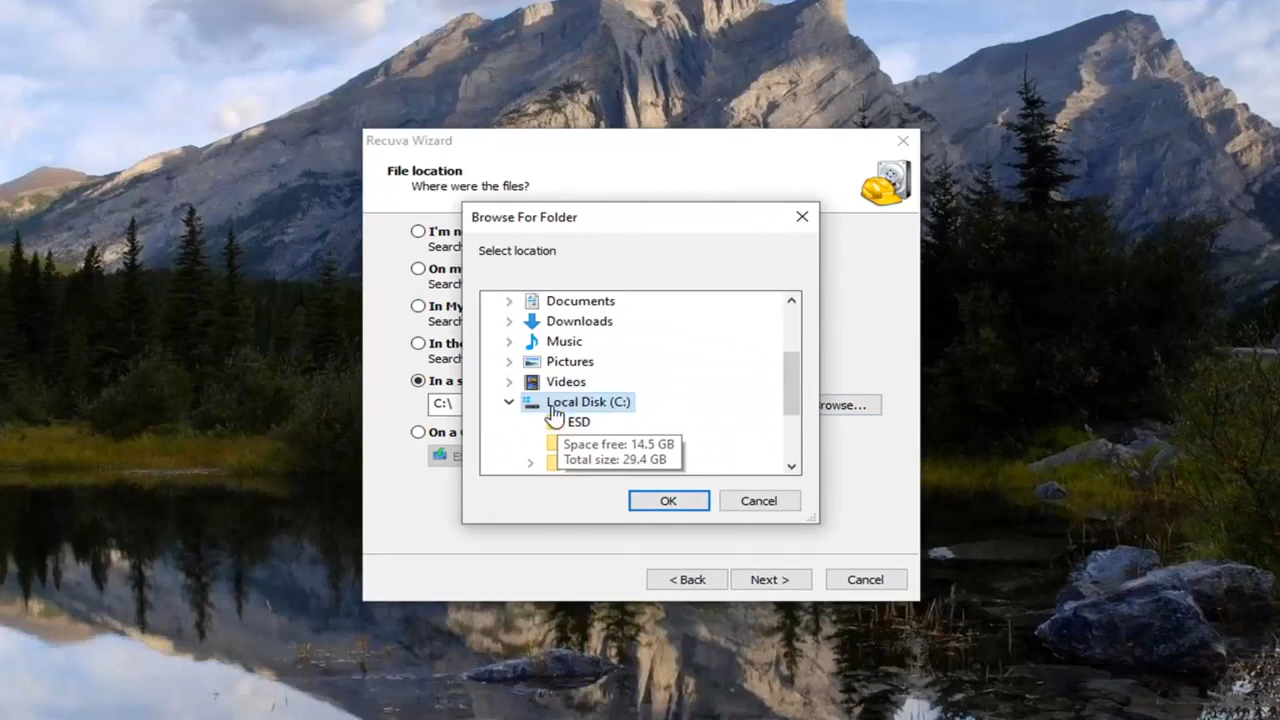 Recuva Wizard
File location
Where were the files?
Browse For Folder
Select location
I'm
Search
On
Search
In My
Search
In the
Search
In a
C:\
On a
Documents
Downloads
Music
Pictures
Videos
Local Disk (C:)
ESD
Space free: 14.5 GB
Total size: 29.4 GB
OK
Cancel
rowse...
< Back
Next >
Cancel